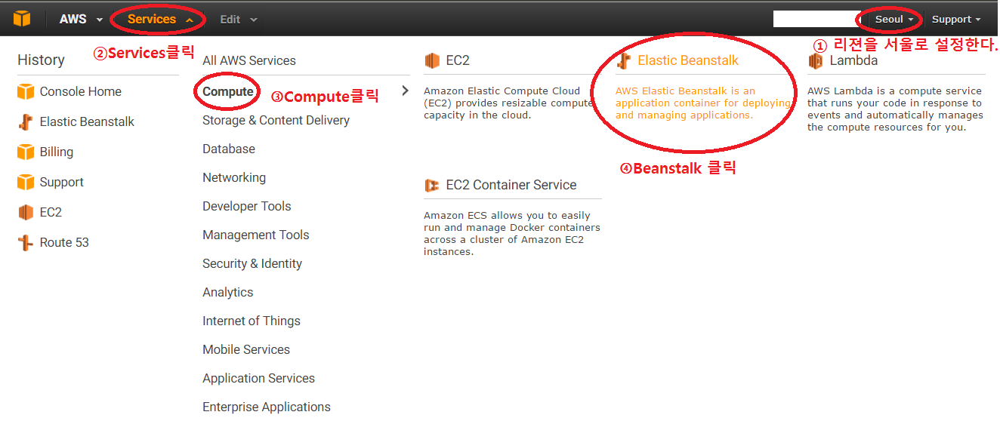 AWS Services Edit Seoul Support
②Services클릭
① 리젼을 서울로 설정한다.
History
Console Home
Elastic Beanstalk
Billing
Support
EC2
Route 53
All AWS Services
Compute
③Compute클릭
Storage & Content Delivery
Database
Networking
Developer Tools
Management Tools
Security & Identity
Analytics
Internet of Things
Mobile Services
Application Services
Enterprise Applications
EC2
Amazon Elastic Compute Cloud
(EC2) provides resizable compute
capacity in the cloud.
Elastic Beanstalk
AWS Elastic Beanstalk is an
application container for deploying
and managing applications.
④Beanstalk 클릭
Lambda
AWS Lambda is a compute service
that runs your code in response to
events and automatically manages
the compute resources for you.
EC2 Container Service
Amazon ECS allows you to easily
run and manage Docker containers
across a cluster of Amazon EC2
instances.